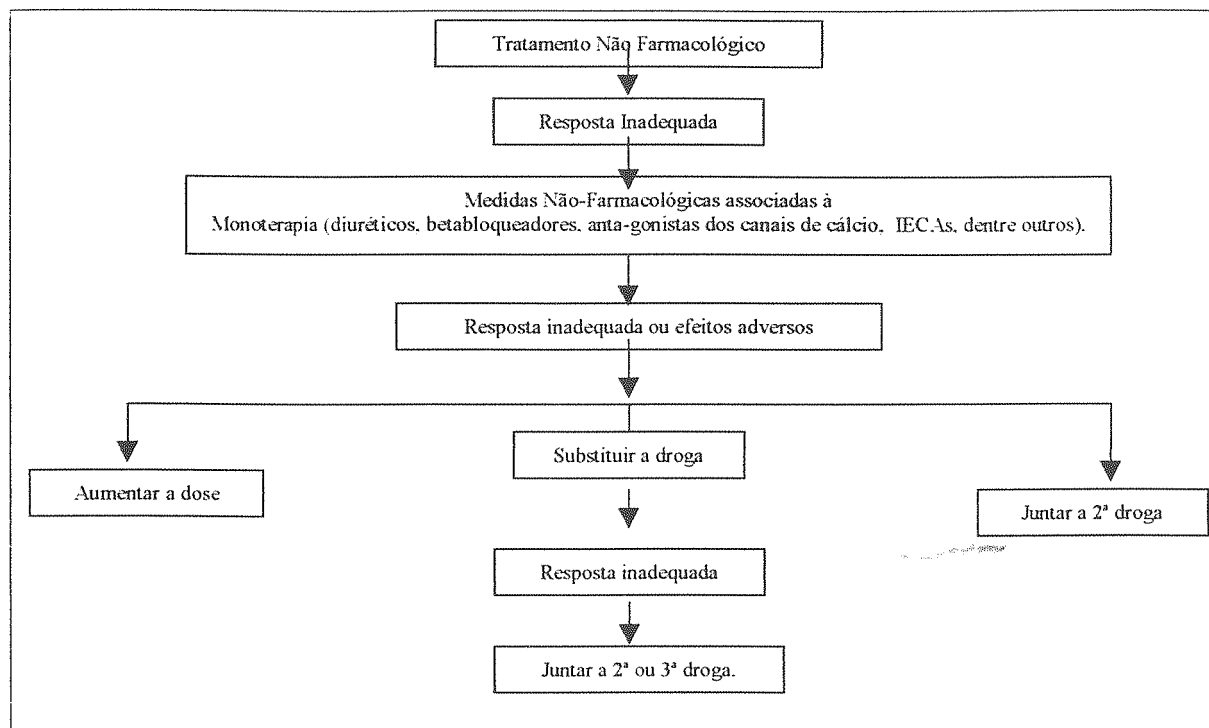 Tratamento Não Farmacológico
Resposta Inadequada
Medidas Não-Farmacológicas associadas à
Monoterapia (diuréticos, betabloqueadores, anta-gonistas dos canais de cálcio, IECAs, dentre outros).
Resposta inadequada ou efeitos adversos
Aumentar a dose
Substituir a droga
Juntar a 2ª droga
Resposta inadequada
Juntar a 2ª ou 3ª droga.